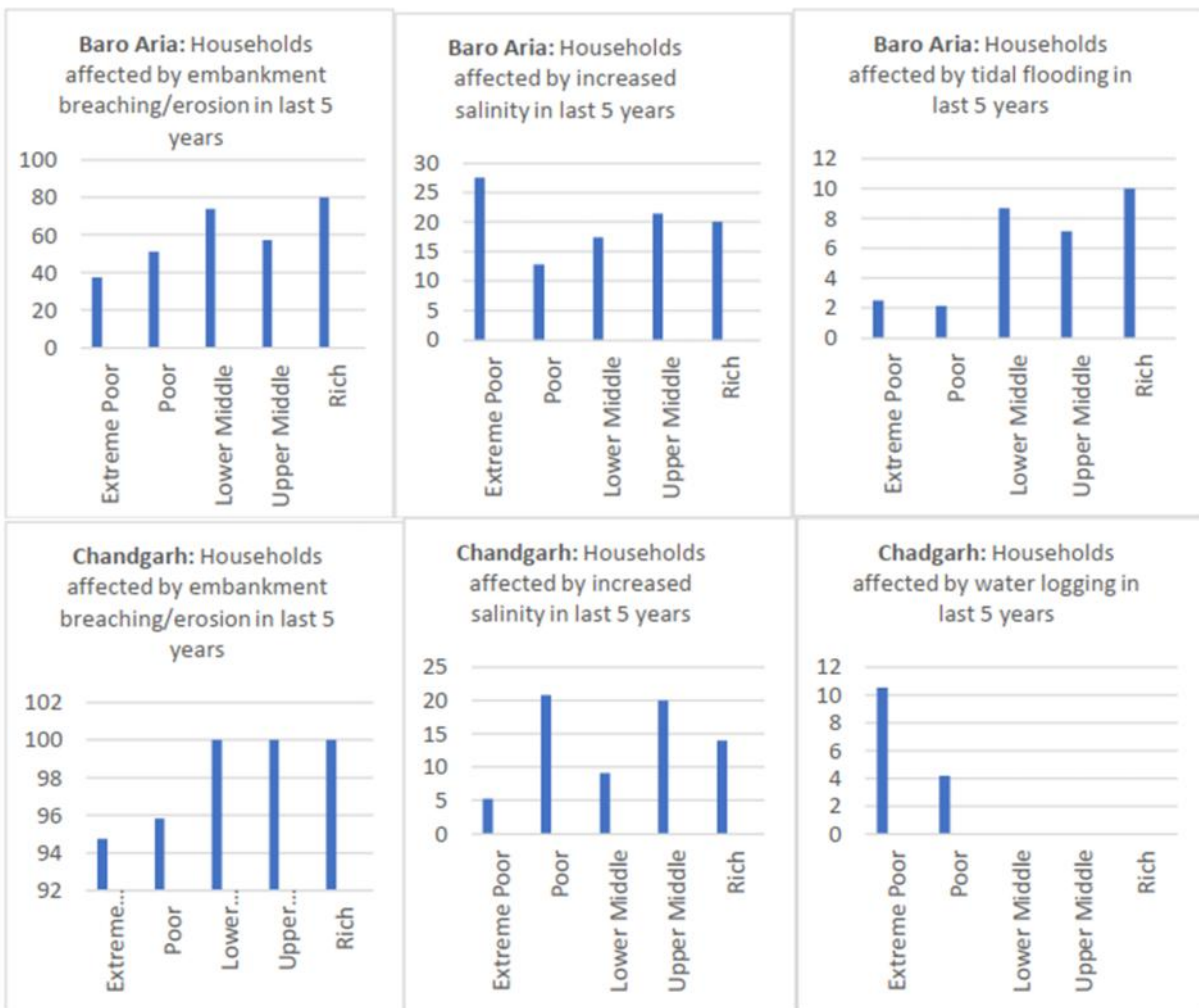 Baro Aria: Households
affected by embankment
breaching/erosion in last 5
years
100
80
60
40
20
0
Extreme Poor
Poor
Lower Middle
Upper Middle
Rich
Baro Aria: Households
affected by increased
salinity in last 5 years
30
25
20
15
10
5
0
Extreme Poor
Poor
Lower Middle
Upper Middle
Rich
Baro Aria: Households
affected by tidal flooding in
last 5 years
12
10
8
6
4
2
0
Extreme Poor
Poor
Lower Middle
Upper Middle
Rich
Chandgarh: Households
affected by embankment
breaching/erosion in last 5
years
102
100
98
96
94
92
Extreme...
Poor
Lower...
Upper...
Rich
Chandgarh: Households
affected by increased
salinity in last 5 years
25
20
15
10
5
0
Extreme Poor
Poor
Lower Middle
Upper Middle
Rich
Chadgarh: Households
affected by water logging in
last 5 years
12
10
8
6
4
2
0
Extreme Poor
Poor
Lower Middle
Upper Middle
Rich